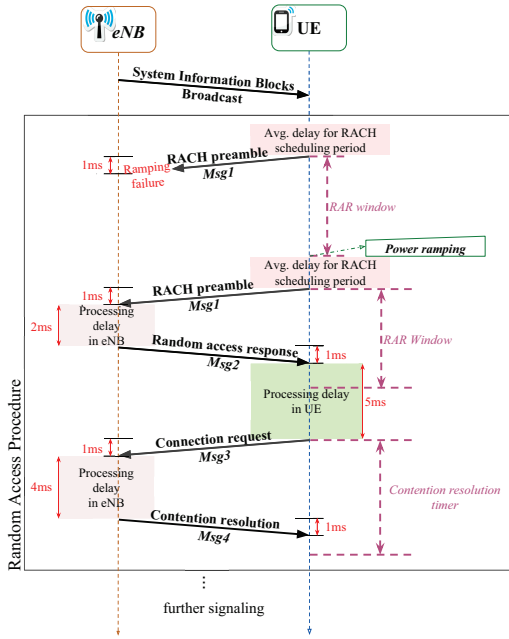 eNB
UE
System Information Blocks
Broadcast
Avg. delay for RACH
scheduling period
RACH preamble
Msg1
1ms
Ramping
failure
RAR window
Power ramping
Avg. delay for RACH
scheduling period
RACH preamble
Msg1
1ms
Processing
delay
in eNB
2ms
Random access response
Msg2
1ms
RAR Window
Processing delay
in UE
5ms
Connection request
Msg3
1ms
Processing
delay
in eNB
4ms
Contention resolution
timer
Contention resolution
Msg4
1ms
Random Access Procedure
⋮
further signaling